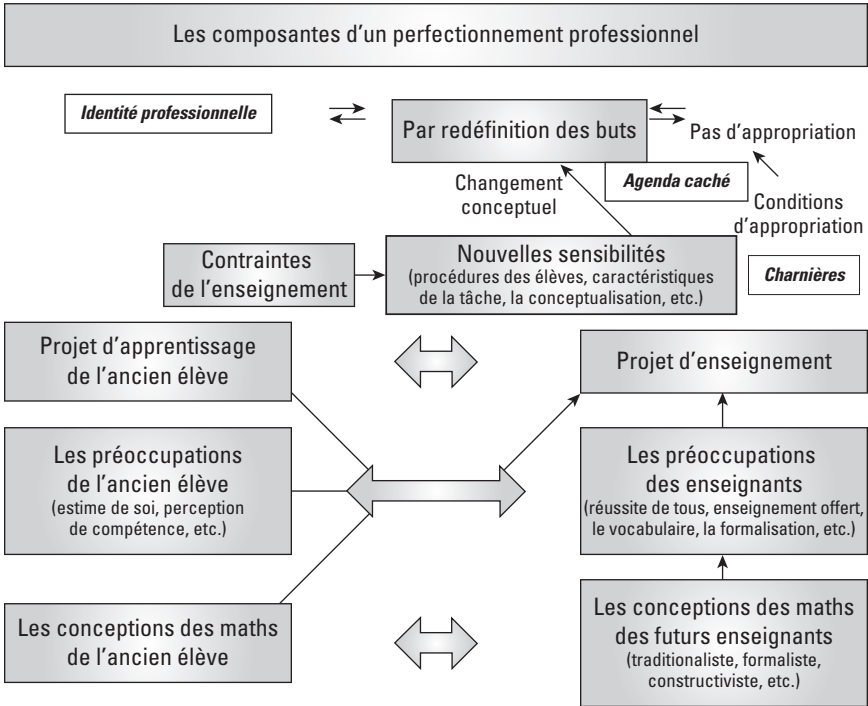 Les composantes d'un perfectionnement professionnel
Identité professionnelle
Par redéfinition des buts
Pas d'appropriation
Changement
conceptuel
Agenda caché
Conditions
d'appropriation
Contraintes
de l'enseignement
Nouvelles sensibilités
(procédures des élèves, caractéristiques
de la tâche, la conceptualisation, etc.)
Charnières
Projet d'apprentissage
de l'ancien élève
Projet d'enseignement
Les préoccupations
de l'ancien élève
(estime de soi, perception
de compétence, etc.)
Les préoccupations
des enseignants
(réussite de tous, enseignement offert,
le vocabulaire, la formalisation, etc.)
Les conceptions des maths
de l'ancien élève
Les conceptions des maths
des futurs enseignants
(traditionaliste, formaliste,
constructiviste, etc.)